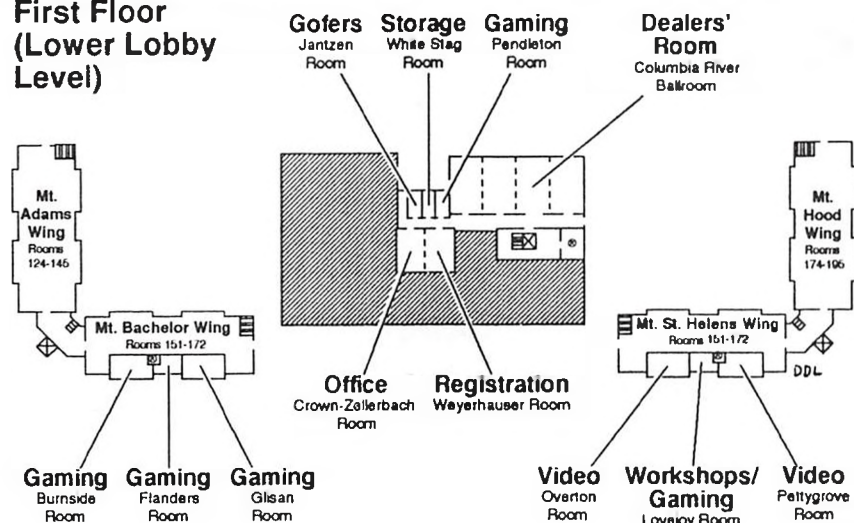 First Floor
(Lower Lobby
Level)
Gofers
Jantzen
Room
Storage
White Stag
Room
Gaming
Pendleton
Room
Dealers'
Room
Columbia River
Ballroom
Mt.
Adams
Wing
Rooms
124-145
Mt.
Hood
Wing
Rooms
174-195
Mt. Bachelor Wing
Rooms 151-172
Mt. St. Helens Wing
Rooms 151-172
DDL
Office
Crown-Zellerbach
Room
Registration
Weyerhauser Room
Gaming
Burnside
Room
Gaming
Flanders
Room
Gaming
Glisan
Room
Video
Overton
Room
Workshops/
Gaming
Lovejoy Room
Video
Pettygrove
Room